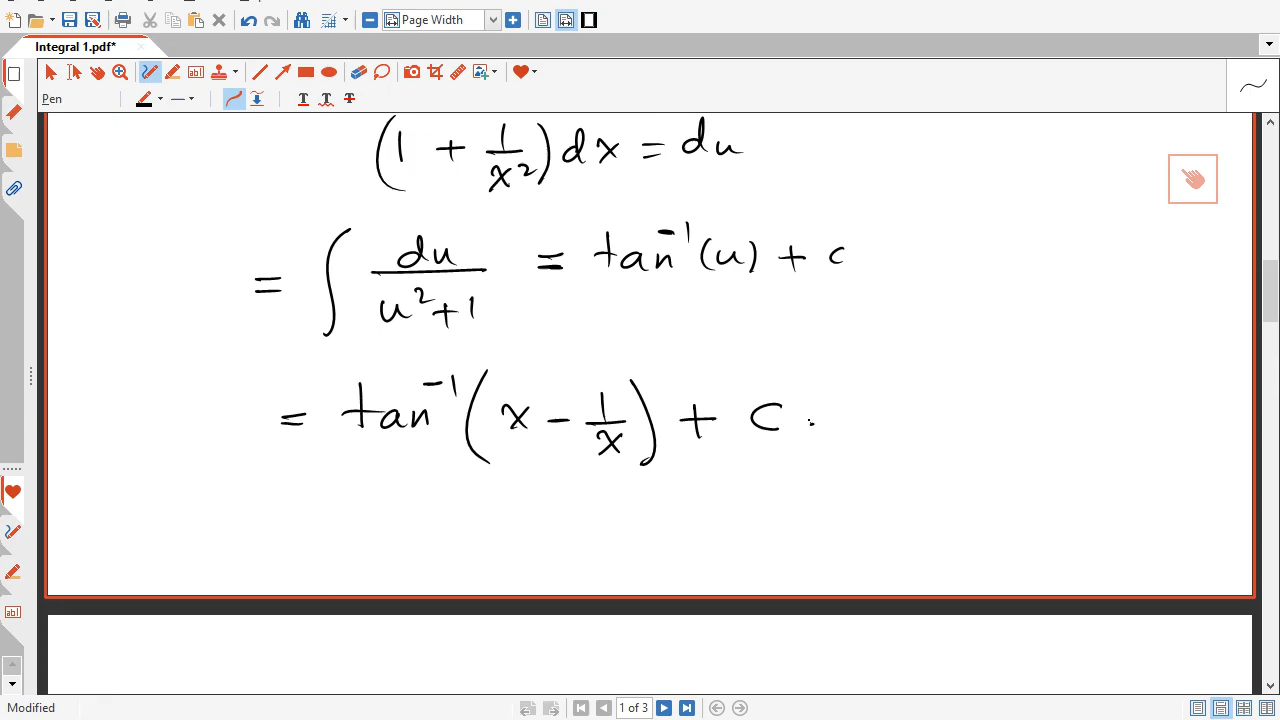 Page Width
Integral 1.pdf*
Pen
(1 + 1/x²) dx = du
= ∫ du/(u²+1) = tan⁻¹(u) + c
= tan⁻¹(x − 1/x) + c .
Modified
1 of 3